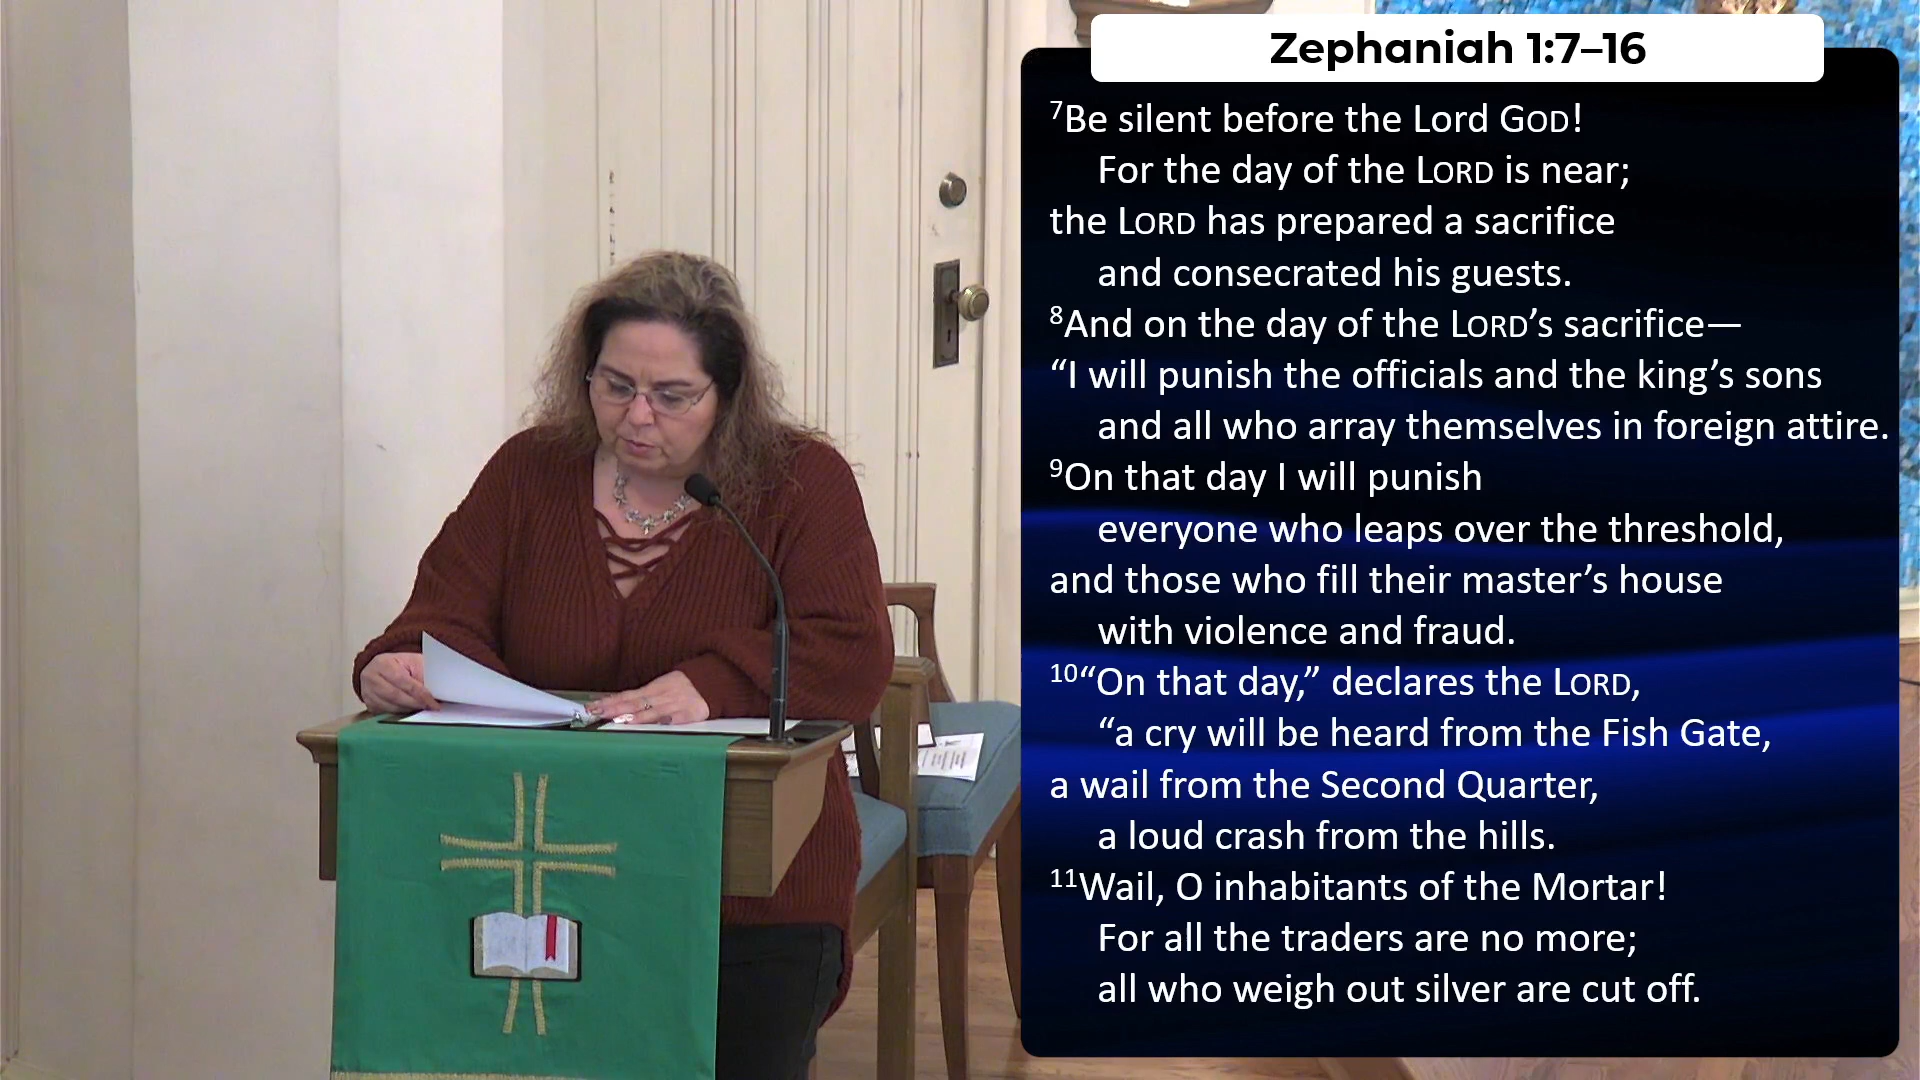 Zephaniah 1:7–16
⁷Be silent before the Lord GOD!
For the day of the LORD is near;
the LORD has prepared a sacrifice
and consecrated his guests.
⁸And on the day of the LORD’s sacrifice—
“I will punish the officials and the king’s sons
and all who array themselves in foreign attire.
⁹On that day I will punish
everyone who leaps over the threshold,
and those who fill their master’s house
with violence and fraud.
¹⁰“On that day,” declares the LORD,
“a cry will be heard from the Fish Gate,
a wail from the Second Quarter,
a loud crash from the hills.
¹¹Wail, O inhabitants of the Mortar!
For all the traders are no more;
all who weigh out silver are cut off.